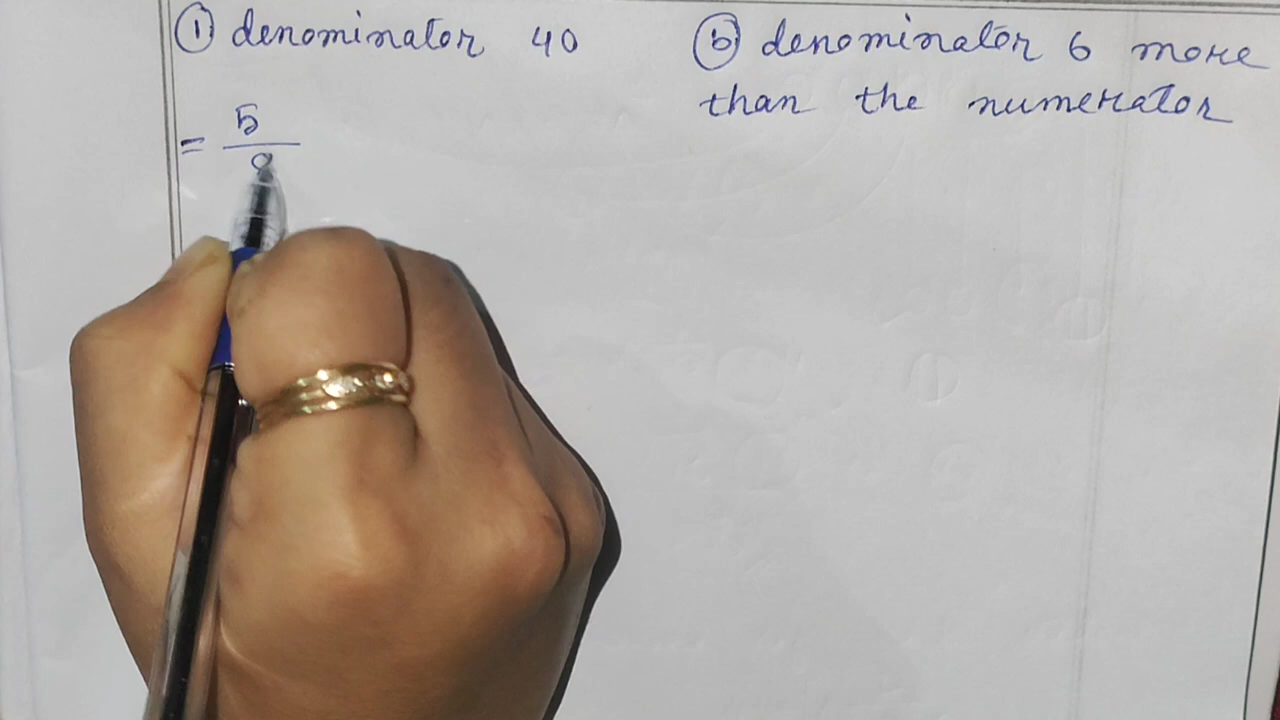 ① denominator 40
= 5/8
ⓑ denominator 6 more
than the numerator